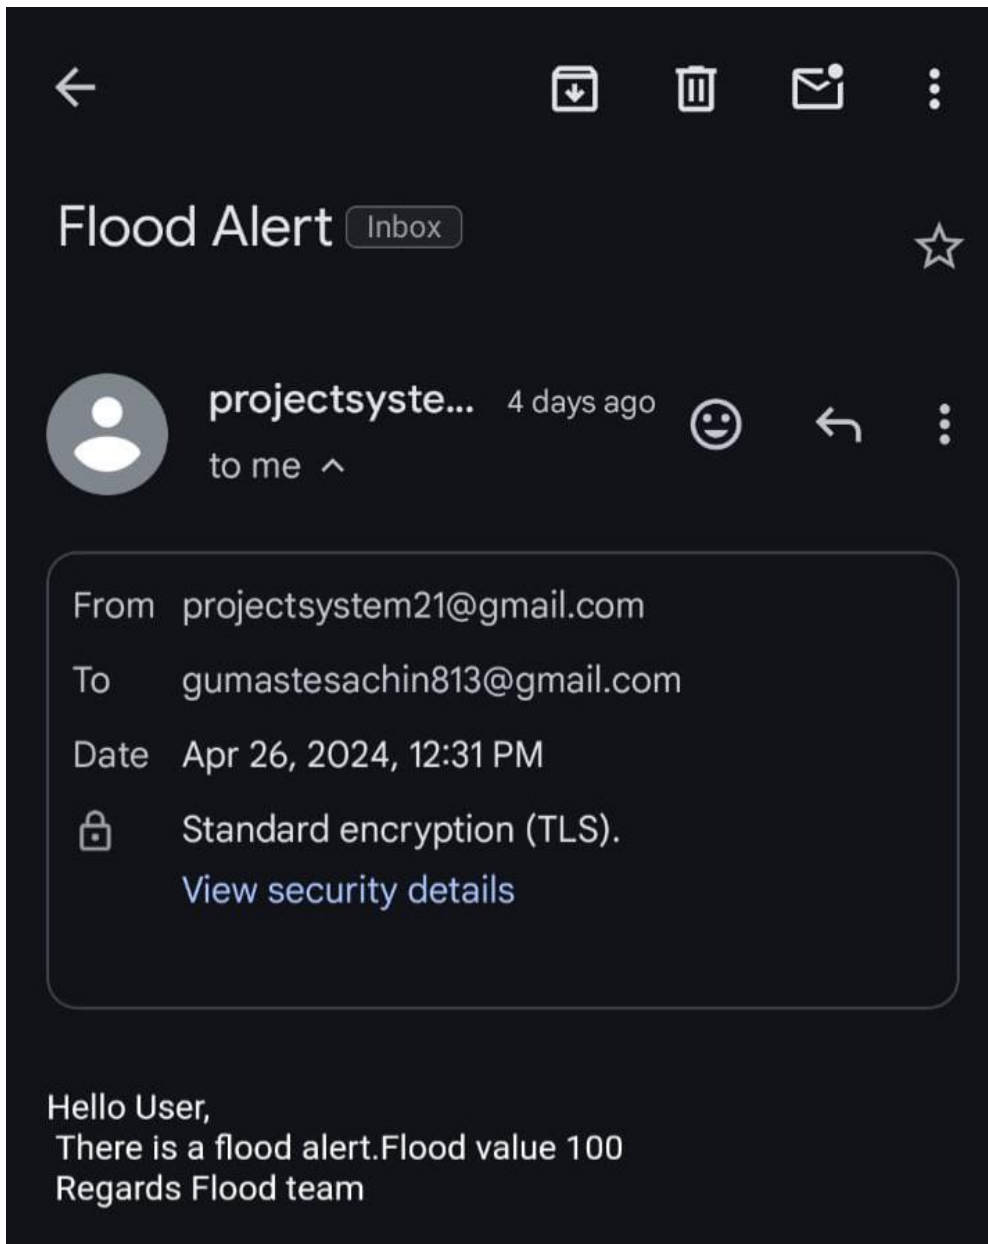 Flood Alert Inbox
projectsyste... 4 days ago
to me
From projectsystem21@gmail.com
To gumastesachin813@gmail.com
Date Apr 26, 2024, 12:31 PM
Standard encryption (TLS).
View security details
Hello User,
There is a flood alert.Flood value 100
Regards Flood team